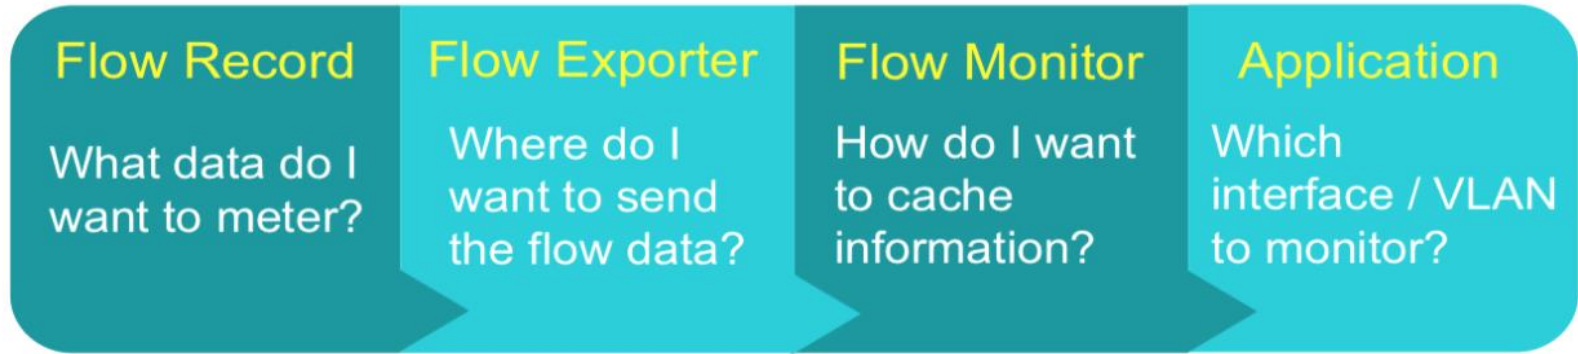 Flow Record
What data do I
want to meter?
Flow Exporter
Where do I
want to send
the flow data?
Flow Monitor
How do I want
to cache
information?
Application
Which
interface / VLAN
to monitor?